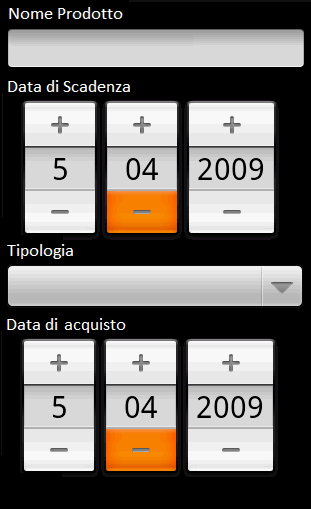 Nome Prodotto
Data di Scadenza
+ + +
5 04 2009
− − −
Tipologia
Data di acquisto
+ + +
5 04 2009
− − −